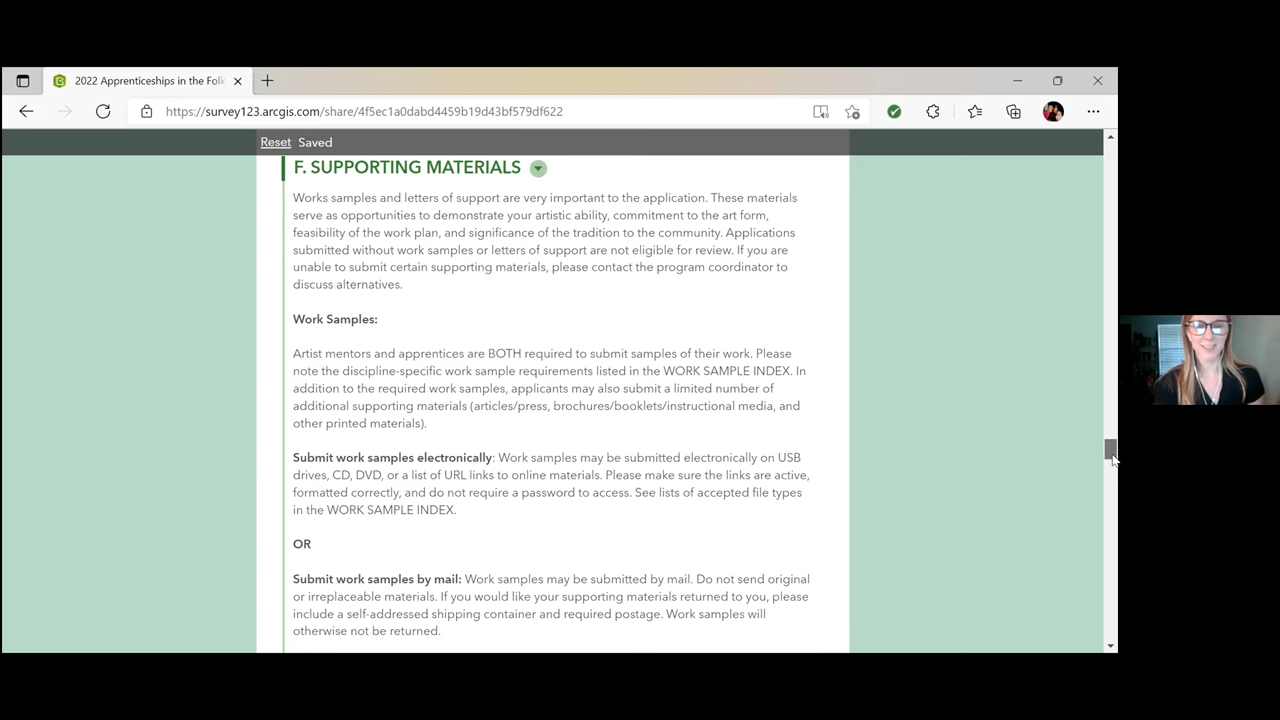 2022 Apprenticeships in the Folk
https://survey123.arcgis.com/share/4f5ec1a0dabd4459b19d43bf579df622
Reset Saved
F. SUPPORTING MATERIALS
Works samples and letters of support are very important to the application. These materials
serve as opportunities to demonstrate your artistic ability, commitment to the art form,
feasibility of the work plan, and significance of the tradition to the community. Applications
submitted without work samples or letters of support are not eligible for review. If you are
unable to submit certain supporting materials, please contact the program coordinator to
discuss alternatives.
Work Samples:
Artist mentors and apprentices are BOTH required to submit samples of their work. Please
note the discipline-specific work sample requirements listed in the WORK SAMPLE INDEX. In
addition to the required work samples, applicants may also submit a limited number of
additional supporting materials (articles/press, brochures/booklets/instructional media, and
other printed materials).
Submit work samples electronically: Work samples may be submitted electronically on USB
drives, CD, DVD, or a list of URL links to online materials. Please make sure the links are active,
formatted correctly, and do not require a password to access. See lists of accepted file types
in the WORK SAMPLE INDEX.
OR
Submit work samples by mail: Work samples may be submitted by mail. Do not send original
or irreplaceable materials. If you would like your supporting materials returned to you, please
include a self-addressed shipping container and required postage. Work samples will
otherwise not be returned.